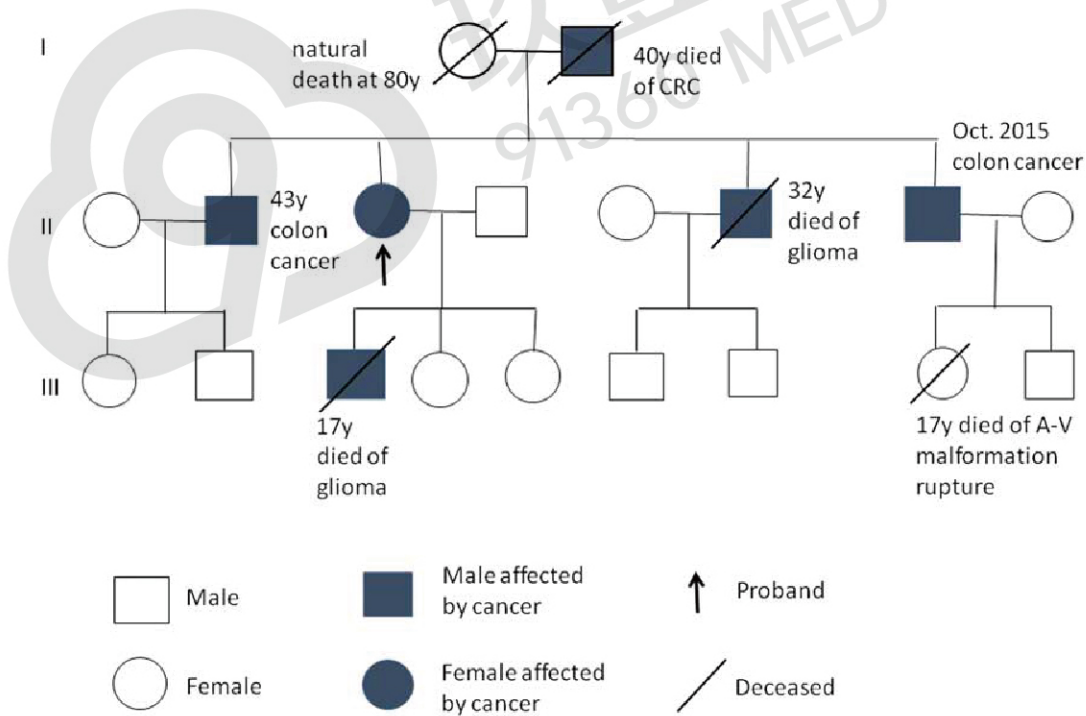 I
natural
death at 80y
40y died
of CRC
91360 MED
Oct. 2015
colon cancer
II
43y
colon
cancer
32y
died of
glioma
III
17y
died of
glioma
17y died of A-V
malformation
rupture
Male
Male affected
by cancer
Proband
Female
Female affected
by cancer
Deceased